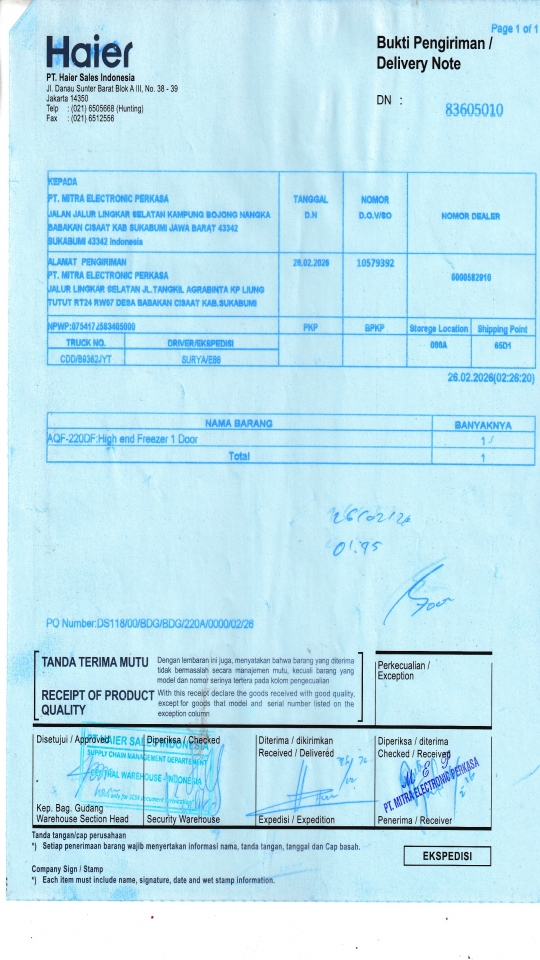 Page 1 of 1
Haier
Bukti Pengiriman /
Delivery Note
PT. Haier Sales Indonesia
Jl. Danau Sunter Barat Blok A III, No. 38 - 39
Jakarta 14350
Telp : (021) 6505668 (Hunting)
Fax : (021) 6512556
DN : 83605010
KEPADA
PT. MITRA ELECTRONIC PERKASA
JALAN JALUR LINGKAR SELATAN KAMPUNG BOJONG NANGKA
BABAKAN CISAAT KAB SUKABUMI JAWA BARAT 43342
SUKABUMI 43342 Indonesia
TANGGAL
D.N
NOMOR
D.O.V/SO
NOMOR DEALER
ALAMAT PENGIRIMAN
PT. MITRA ELECTRONIC PERKASA
JALUR LINGKAR SELATAN JL.TANGKIL AGRABINTA KP LIUNG
TUTUT RT24 RW07 DESA BABAKAN CISAAT KAB.SUKABUMI
26.02.2026
10579392
NPWP:
PKP
BPKP
Storege Location
Shipping Point
TRUCK NO.
DRIVER/EKSPEDISI
CDD/B9362JYT
SURYA/E66
000A
65D1
26.02.2026(02:26:20)
NAMA BARANG
BANYAKNYA
AQF-220DF:High end Freezer 1 Door
1
Total
1
26/02/26
PO Number:DS118/00/BDG/BDG/220A/0000/02/26
TANDA TERIMA MUTU
Dengan lembaran ini juga, menyatakan bahwa barang yang diterima
tidak bermasalah secara manajemen mutu, kecuali barang yang
model dan nomor serinya tertera pada kolom pengecualian
RECEIPT OF PRODUCT
QUALITY
With this receipt declare the goods received with good quality,
except for goods that model and serial number listed on the
exception column
Perkecualian /
Exception
Disetujui / Approved
Diperiksa / Checked
Diterima / dikirimkan
Received / Delivered
Diperiksa / diterima
Checked / Received
PT HAIER SALES INDONESIA
SUPPLY CHAIN MANAGEMENT DEPARTEMENT
CENTRAL WAREHOUSE - INDONESIA
M E P
PT. MITRA ELECTRONIC PERKASA
Kep. Bag. Gudang
Warehouse Section Head
Security Warehouse
Expedisi / Expedition
Penerima / Receiver
Tanda tangan/cap perusahaan
*) Setiap penerimaan barang wajib menyertakan informasi nama, tanda tangan, tanggal dan Cap basah.
EKSPEDISI
Company Sign / Stamp
*) Each item must include name, signature, date and wet stamp information.